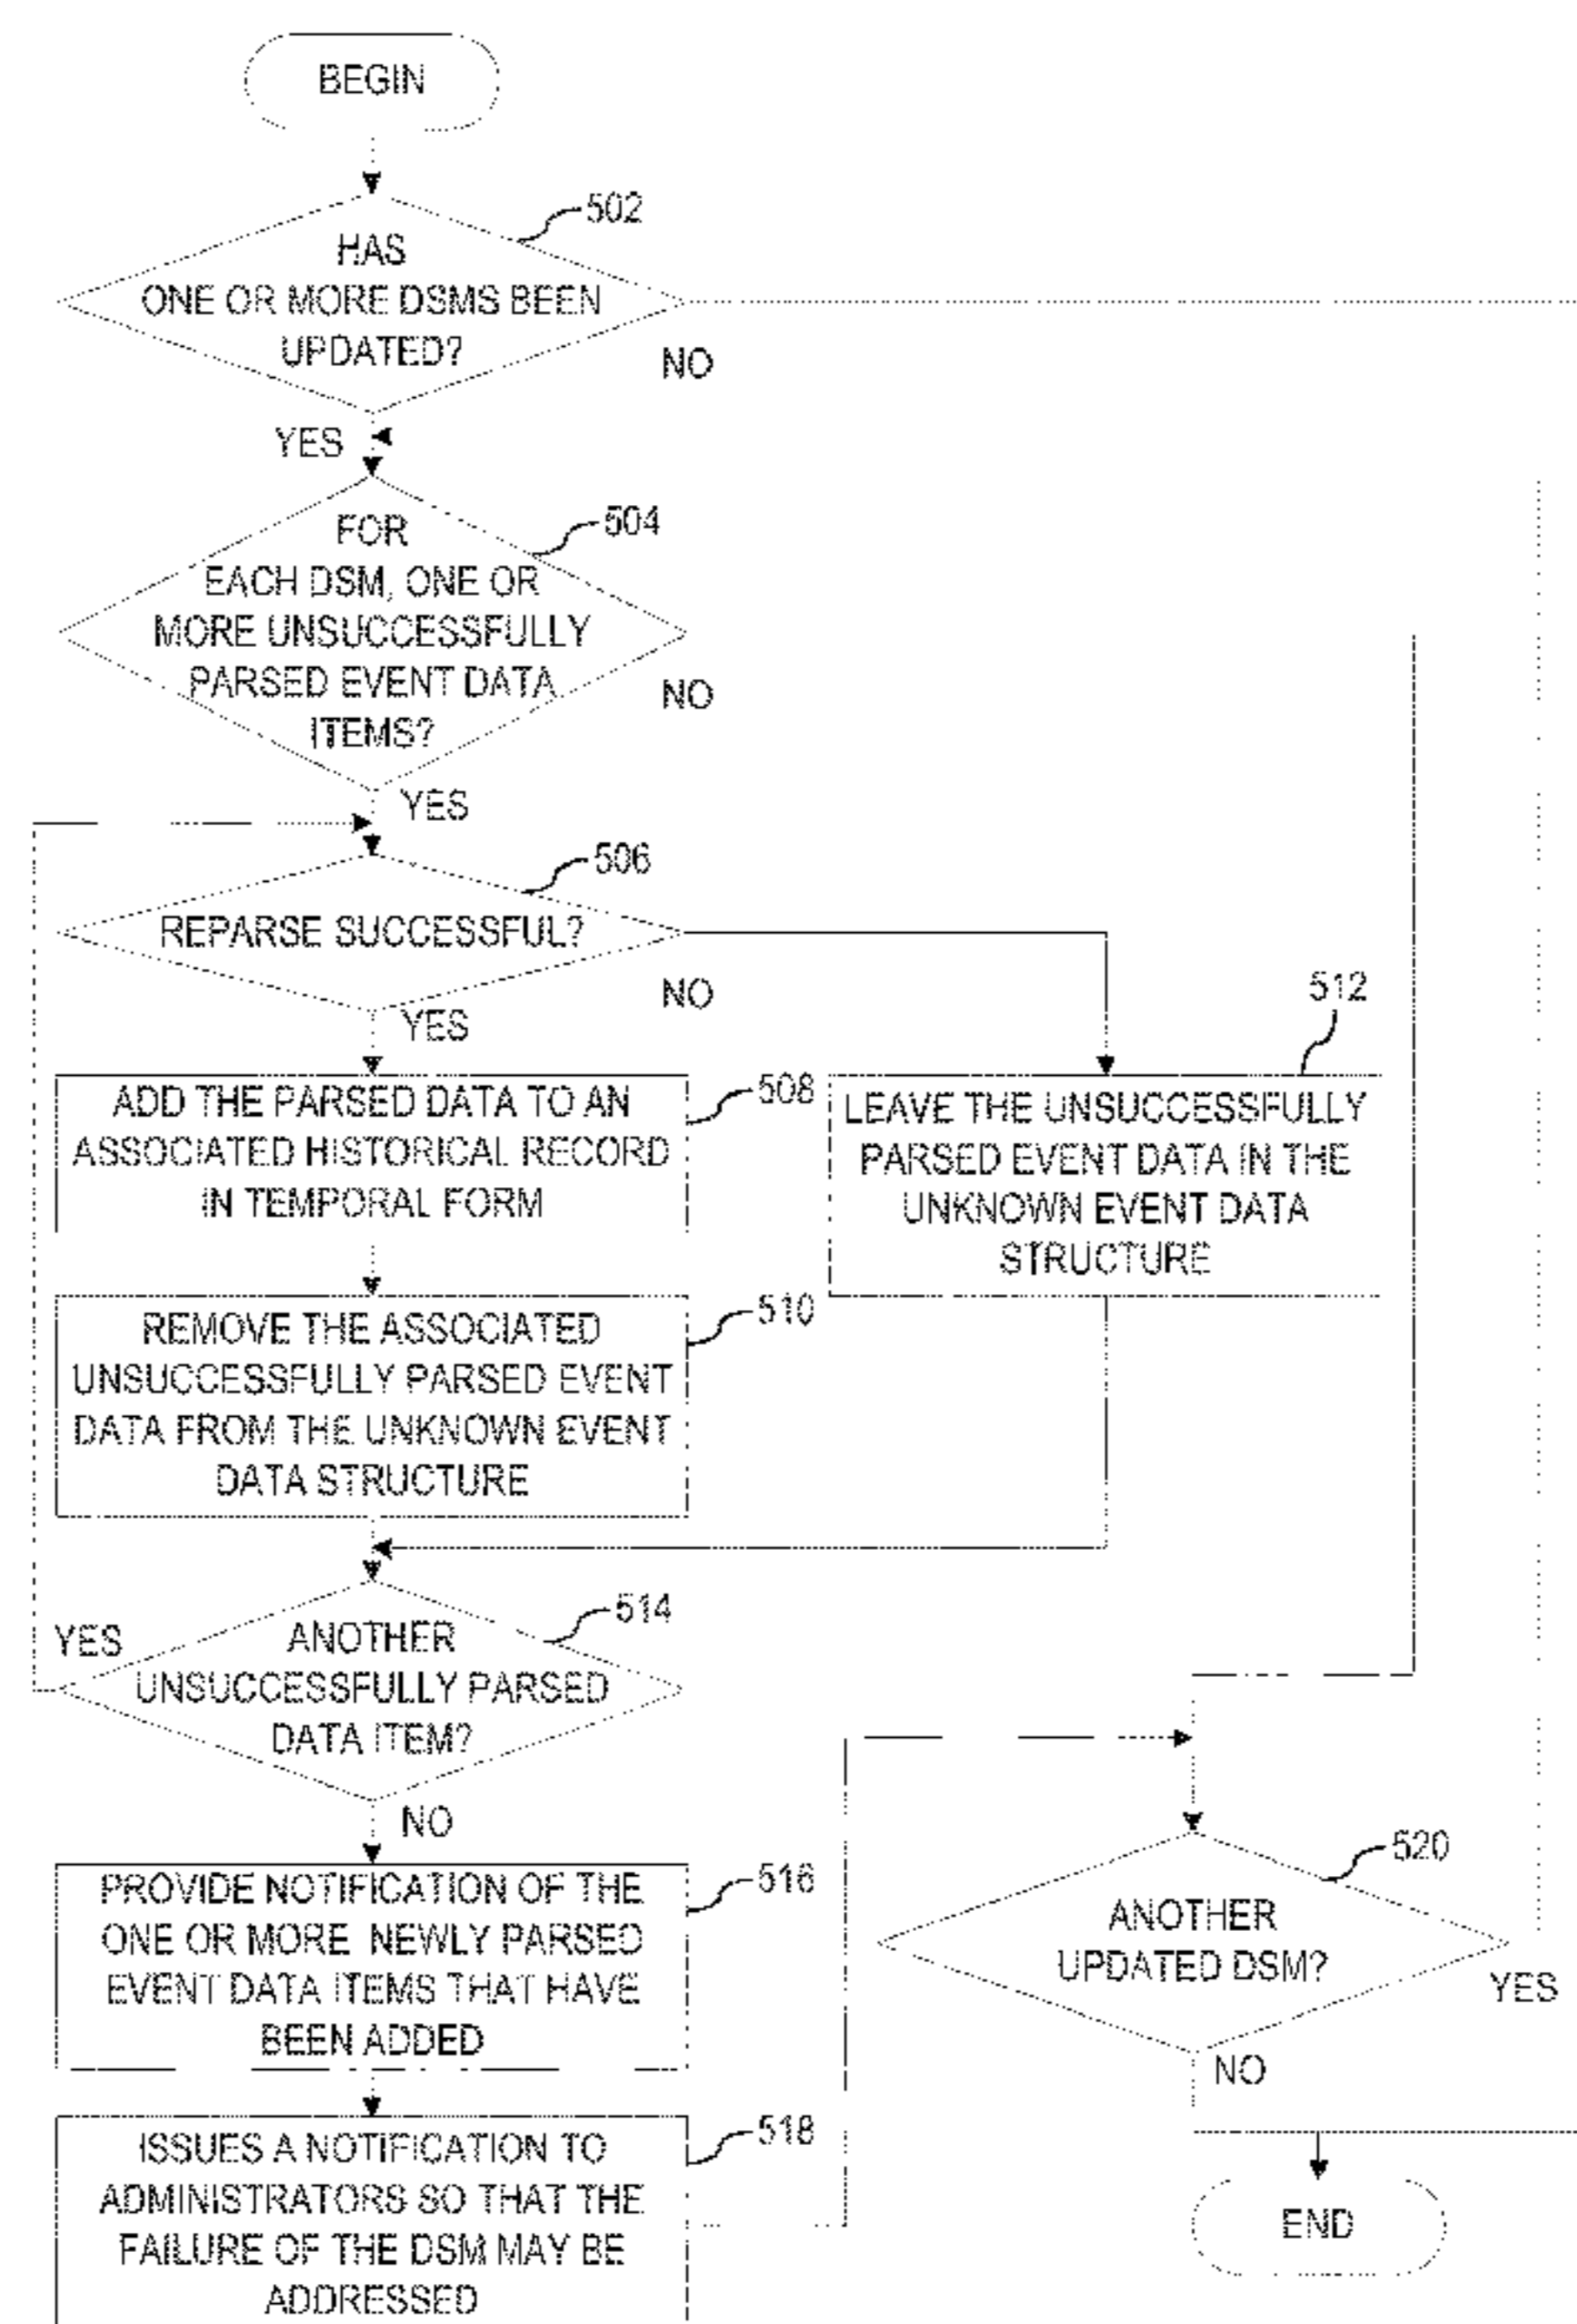 BEGIN
502
HAS
ONE OR MORE DSMS BEEN
UPDATED?
NO
YES
504
FOR
EACH DSM, ONE OR
MORE UNSUCCESSFULLY
PARSED EVENT DATA
ITEMS?
NO
YES
506
REPARSE SUCCESSFUL?
NO
YES
508
ADD THE PARSED DATA TO AN
ASSOCIATED HISTORICAL RECORD
IN TEMPORAL FORM
512
LEAVE THE UNSUCCESSFULLY
PARSED EVENT DATA IN THE
UNKNOWN EVENT DATA
STRUCTURE
510
REMOVE THE ASSOCIATED
UNSUCCESSFULLY PARSED EVENT
DATA FROM THE UNKNOWN EVENT
DATA STRUCTURE
514
YES
ANOTHER
UNSUCCESSFULLY PARSED
DATA ITEM?
NO
516
PROVIDE NOTIFICATION OF THE
ONE OR MORE NEWLY PARSED
EVENT DATA ITEMS THAT HAVE
BEEN ADDED
520
ANOTHER
UPDATED DSM?
YES
NO
518
ISSUES A NOTIFICATION TO
ADMINISTRATORS SO THAT THE
FAILURE OF THE DSM MAY BE
ADDRESSED
END